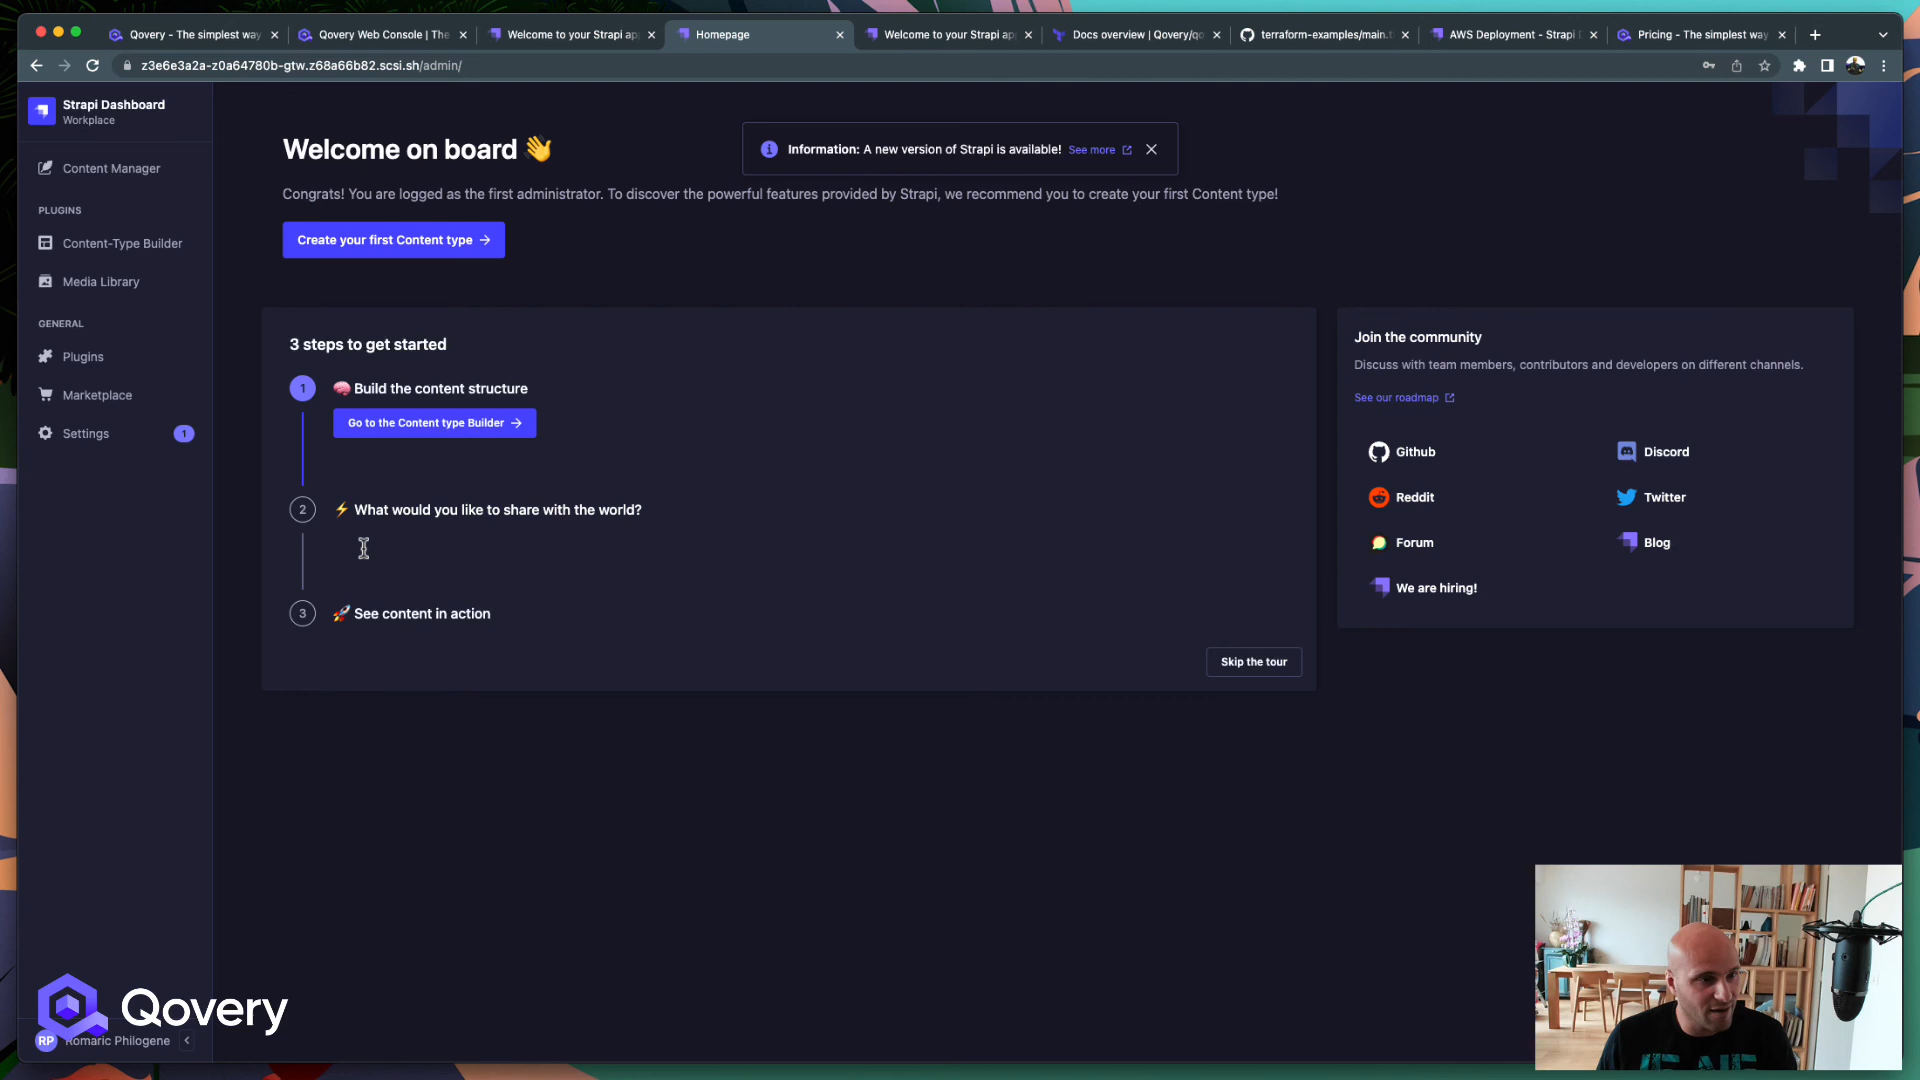 Qovery - The simplest way
Qovery Web Console | The
Welcome to your Strapi ap
Homepage
Welcome to your Strapi ap
Docs overview | Qovery/qo
terraform-examples/main.t
AWS Deployment - Strapi
Pricing - The simplest way
z3e6e3a2a-z0a64780b-gtw.z68a66b82.scsi.sh/admin/
Strapi Dashboard
Workplace
Content Manager
PLUGINS
Content-Type Builder
Media Library
GENERAL
Plugins
Marketplace
Settings
1
Welcome on board 👋
Information: A new version of Strapi is available! See more
Congrats! You are logged as the first administrator. To discover the powerful features provided by Strapi, we recommend you to create your first Content type!
Create your first Content type →
3 steps to get started
1
🧠 Build the content structure
Go to the Content type Builder →
2
⚡ What would you like to share with the world?
3
🚀 See content in action
Skip the tour
Join the community
Discuss with team members, contributors and developers on different channels.
See our roadmap
Github
Discord
Reddit
Twitter
Forum
Blog
We are hiring!
Qovery
RP
Romaric Philogene